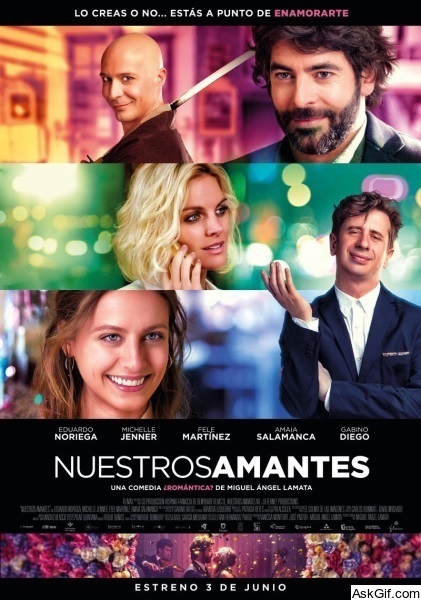 LO CREAS O NO... ESTÁS A PUNTO DE ENAMORARTE
EDUARDO NORIEGA
MICHELLE JENNER
FELE MARTÍNEZ
AMAIA SALAMANCA
GABINO DIEGO
NUESTROSAMANTES
UNA COMEDIA ¿ROMÁNTICA? DE MIGUEL ÁNGEL LAMATA
ESTRENO 3 DE JUNIO
AskGif.com